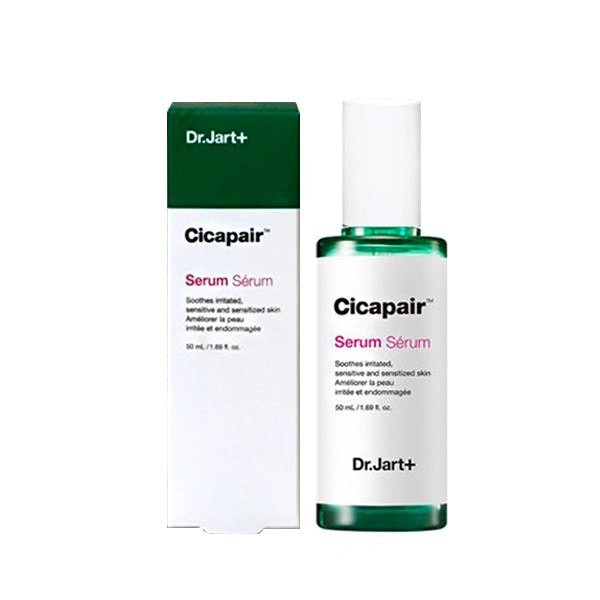 Dr.Jart+
Cicapair™
Serum Sérum
Soothes irritated,
sensitive and sensitized skin
Améliorer la peau
irritée et endommagée
50 mL / 1.69 fl. oz.
Cicapair™
Serum Sérum
Soothes irritated,
sensitive and sensitized skin
Améliorer la peau
irritée et endommagée
50 mL / 1.69 fl. oz.
Dr.Jart+